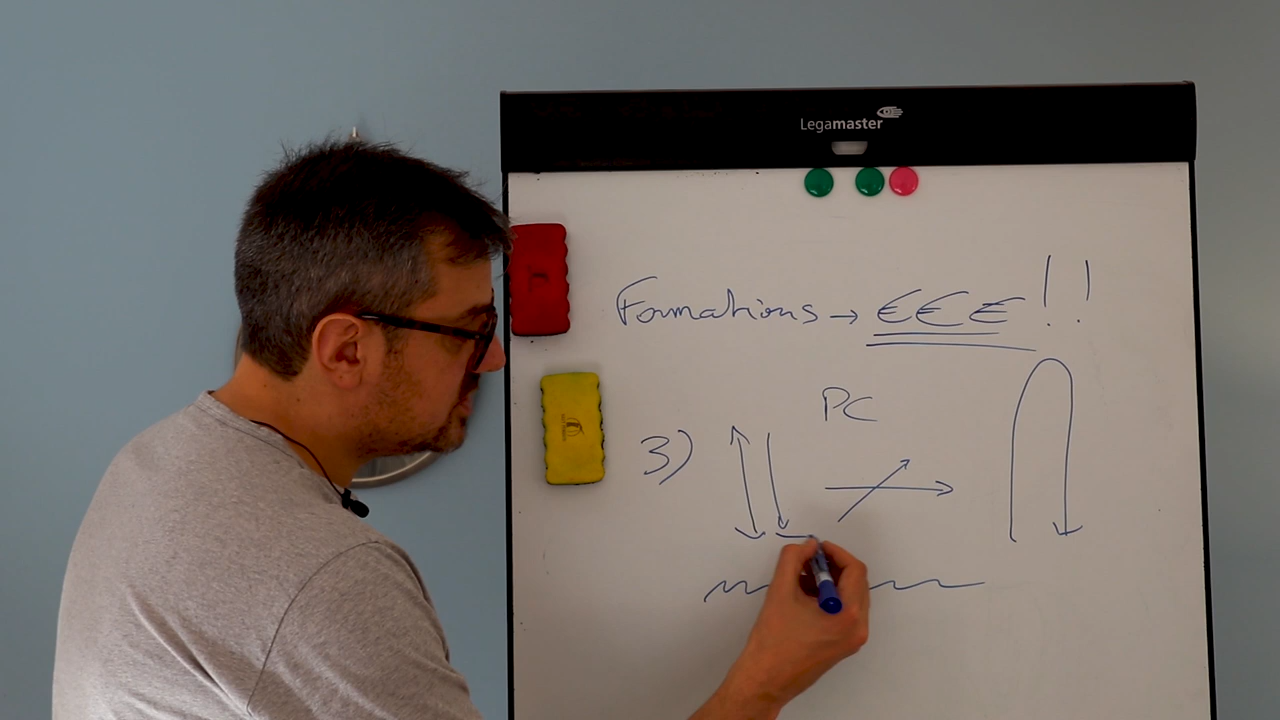 Legamaster
Formations → €€€ !!
PC
3)